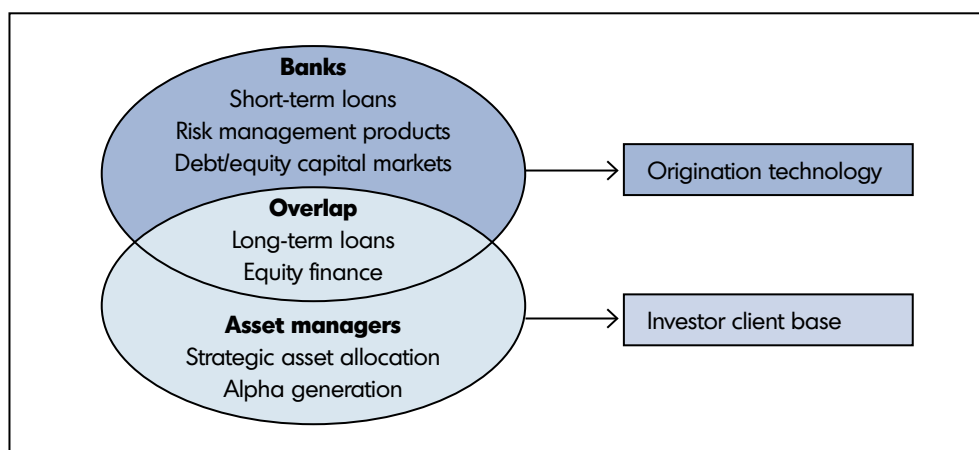 Banks
Short-term loans
Risk management products
Debt/equity capital markets
Origination technology
Overlap
Long-term loans
Equity finance
Asset managers
Strategic asset allocation
Alpha generation
Investor client base